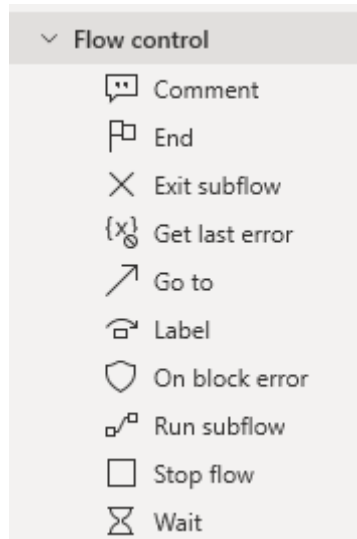 Flow control
Comment
End
Exit subflow
Get last error
Go to
Label
On block error
Run subflow
Stop flow
Wait